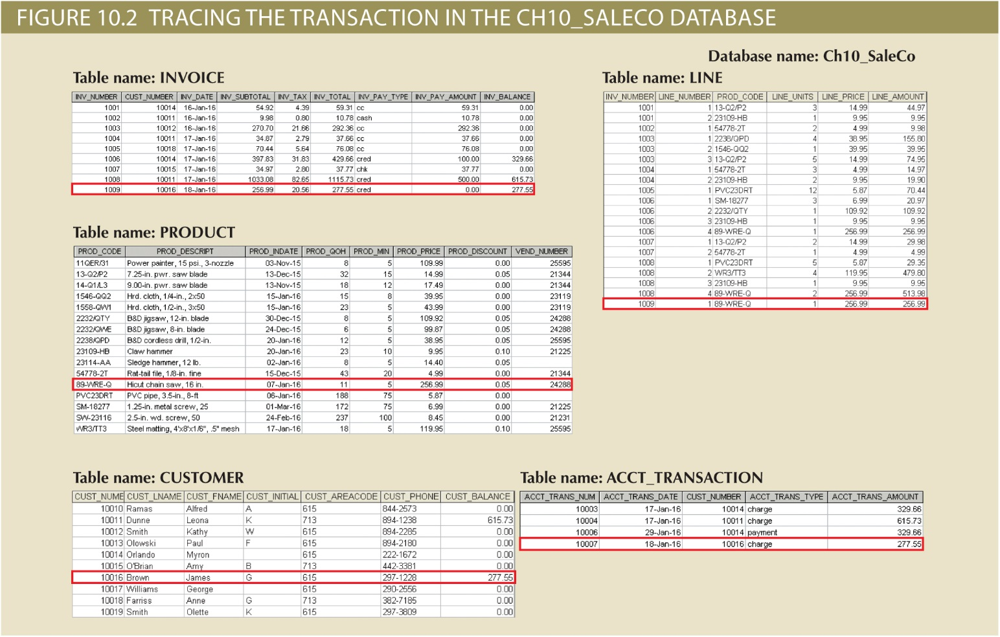 FIGURE 10.2 TRACING THE TRANSACTION IN THE CH10_SALECO DATABASE
Database name: Ch10_SaleCo
Table name: INVOICE
INV_NUMBER CUST_NUMBER INV_DATE INV_SUBTOTAL INV_TAX INV_TOTAL INV_PAY_TYPE INV_PAY_AMOUNT INV_BALANCE
1001 10014 16-Jan-16 54.92 4.39 59.31 cc 59.31 0.00
1002 10011 16-Jan-16 9.98 0.80 10.78 cash 10.78 0.00
1003 10012 16-Jan-16 270.70 21.66 292.36 cc 292.36 0.00
1004 10011 17-Jan-16 34.87 2.79 37.66 cc 37.66 0.00
1005 10018 17-Jan-16 70.44 5.64 76.08 cc 76.08 0.00
1006 10014 17-Jan-16 397.83 31.83 429.66 cred 100.00 329.66
1007 10015 17-Jan-16 34.97 2.80 37.77 chk 37.77 0.00
1008 10011 17-Jan-16 1033.08 82.65 1115.73 cred 500.00 615.73
1009 10016 18-Jan-16 256.99 20.56 277.55 cred 0.00 277.55
Table name: LINE
INV_NUMBER LINE_NUMBER PROD_CODE LINE_UNITS LINE_PRICE LINE_AMOUNT
1001 1 13-Q2/P2 3 14.99 44.97
1001 2 23109-HB 1 9.95 9.95
1002 1 54778-2T 2 4.99 9.98
1003 1 2238/QPD 4 38.95 155.80
1003 2 1546-QQ2 1 39.95 39.95
1003 3 13-Q2/P2 5 14.99 74.95
1004 1 54778-2T 3 4.99 14.97
1004 2 23109-HB 2 9.95 19.90
1005 1 PVC23DRT 12 5.87 70.44
1006 1 SM-18277 3 6.99 20.97
1006 2 2232/QTY 1 109.92 109.92
1006 3 23109-HB 1 9.95 9.95
1006 4 89-WRE-Q 1 256.99 256.99
1007 1 13-Q2/P2 2 14.99 29.98
1007 2 54778-2T 1 4.99 4.99
1008 1 PVC23DRT 5 5.87 29.35
1008 2 WR3/TT3 4 119.95 479.80
1008 3 23109-HB 1 9.95 9.95
1008 4 89-WRE-Q 2 256.99 513.98
1009 1 89-WRE-Q 1 256.99 256.99
Table name: PRODUCT
PROD_CODE PROD_DESCRIPT PROD_INDATE PROD_QOH PROD_MIN PROD_PRICE PROD_DISCOUNT VEND_NUMBER
11QER/31 Power painter, 15 psi., 3-nozzle 03-Nov-15 8 5 109.99 0.00 25595
13-Q2/P2 7.25-in. pwr. saw blade 13-Dec-15 32 15 14.99 0.05 21344
14-Q1/L3 9.00-in. pwr. saw blade 13-Nov-15 18 12 17.49 0.00 21344
1546-QQ2 Hrd. cloth, 1/4-in., 2x50 15-Jan-16 15 8 39.95 0.00 23119
1558-QW1 Hrd. cloth, 1/2-in., 3x50 15-Jan-16 23 5 43.99 0.00 23119
2232/QTY B&D jigsaw, 12-in. blade 30-Dec-15 8 5 109.92 0.05 24288
2232/QWE B&D jigsaw, 8-in. blade 24-Dec-15 6 5 99.87 0.05 24288
2238/QPD B&D cordless drill, 1/2-in. 20-Jan-16 12 5 38.95 0.05 25595
23109-HB Claw hammer 20-Jan-16 23 10 9.95 0.10 21225
23114-AA Sledge hammer, 12 lb. 02-Jan-16 8 5 14.40 0.05
54778-2T Rat-tail file, 1/8-in. fine 15-Dec-15 43 20 4.99 0.00 21344
89-WRE-Q Hicut chain saw, 16 in. 07-Jan-16 11 5 256.99 0.05 24288
PVC23DRT PVC pipe, 3.5-in., 8-ft 06-Jan-16 188 75 5.87 0.00
SM-18277 1.25-in. metal screw, 25 01-Mar-16 172 75 6.99 0.00 21225
SW-23116 2.5-in. wd. screw, 50 24-Feb-16 237 100 8.45 0.00 21231
WR3/TT3 Steel matting, 4'x8'x1/6", .5" mesh 17-Jan-16 18 5 119.95 0.10 25595
Table name: CUSTOMER
CUST_NUME CUST_LNAME CUST_FNAME CUST_INITIAL CUST_AREACODE CUST_PHONE CUST_BALANCE
10010 Ramas Alfred A 615 844-2573 0.00
10011 Dunne Leona K 713 894-1238 615.73
10012 Smith Kathy W 615 894-2285 0.00
10013 Olowski Paul F 615 894-2180 0.00
10014 Orlando Myron 615 222-1672 0.00
10015 O'Brian Amy B 713 442-3381 0.00
10016 Brown James G 615 297-1228 277.55
10017 Williams George 615 290-2556 0.00
10018 Farriss Anne G 713 382-7185 0.00
10019 Smith Olette K 615 297-3809 0.00
Table name: ACCT_TRANSACTION
ACCT_TRANS_NUM ACCT_TRANS_DATE CUST_NUMBER ACCT_TRANS_TYPE ACCT_TRANS_AMOUNT
10003 17-Jan-16 10014 charge 329.66
10004 17-Jan-16 10011 charge 615.73
10006 29-Jan-16 10014 payment 329.66
10007 18-Jan-16 10016 charge 277.55